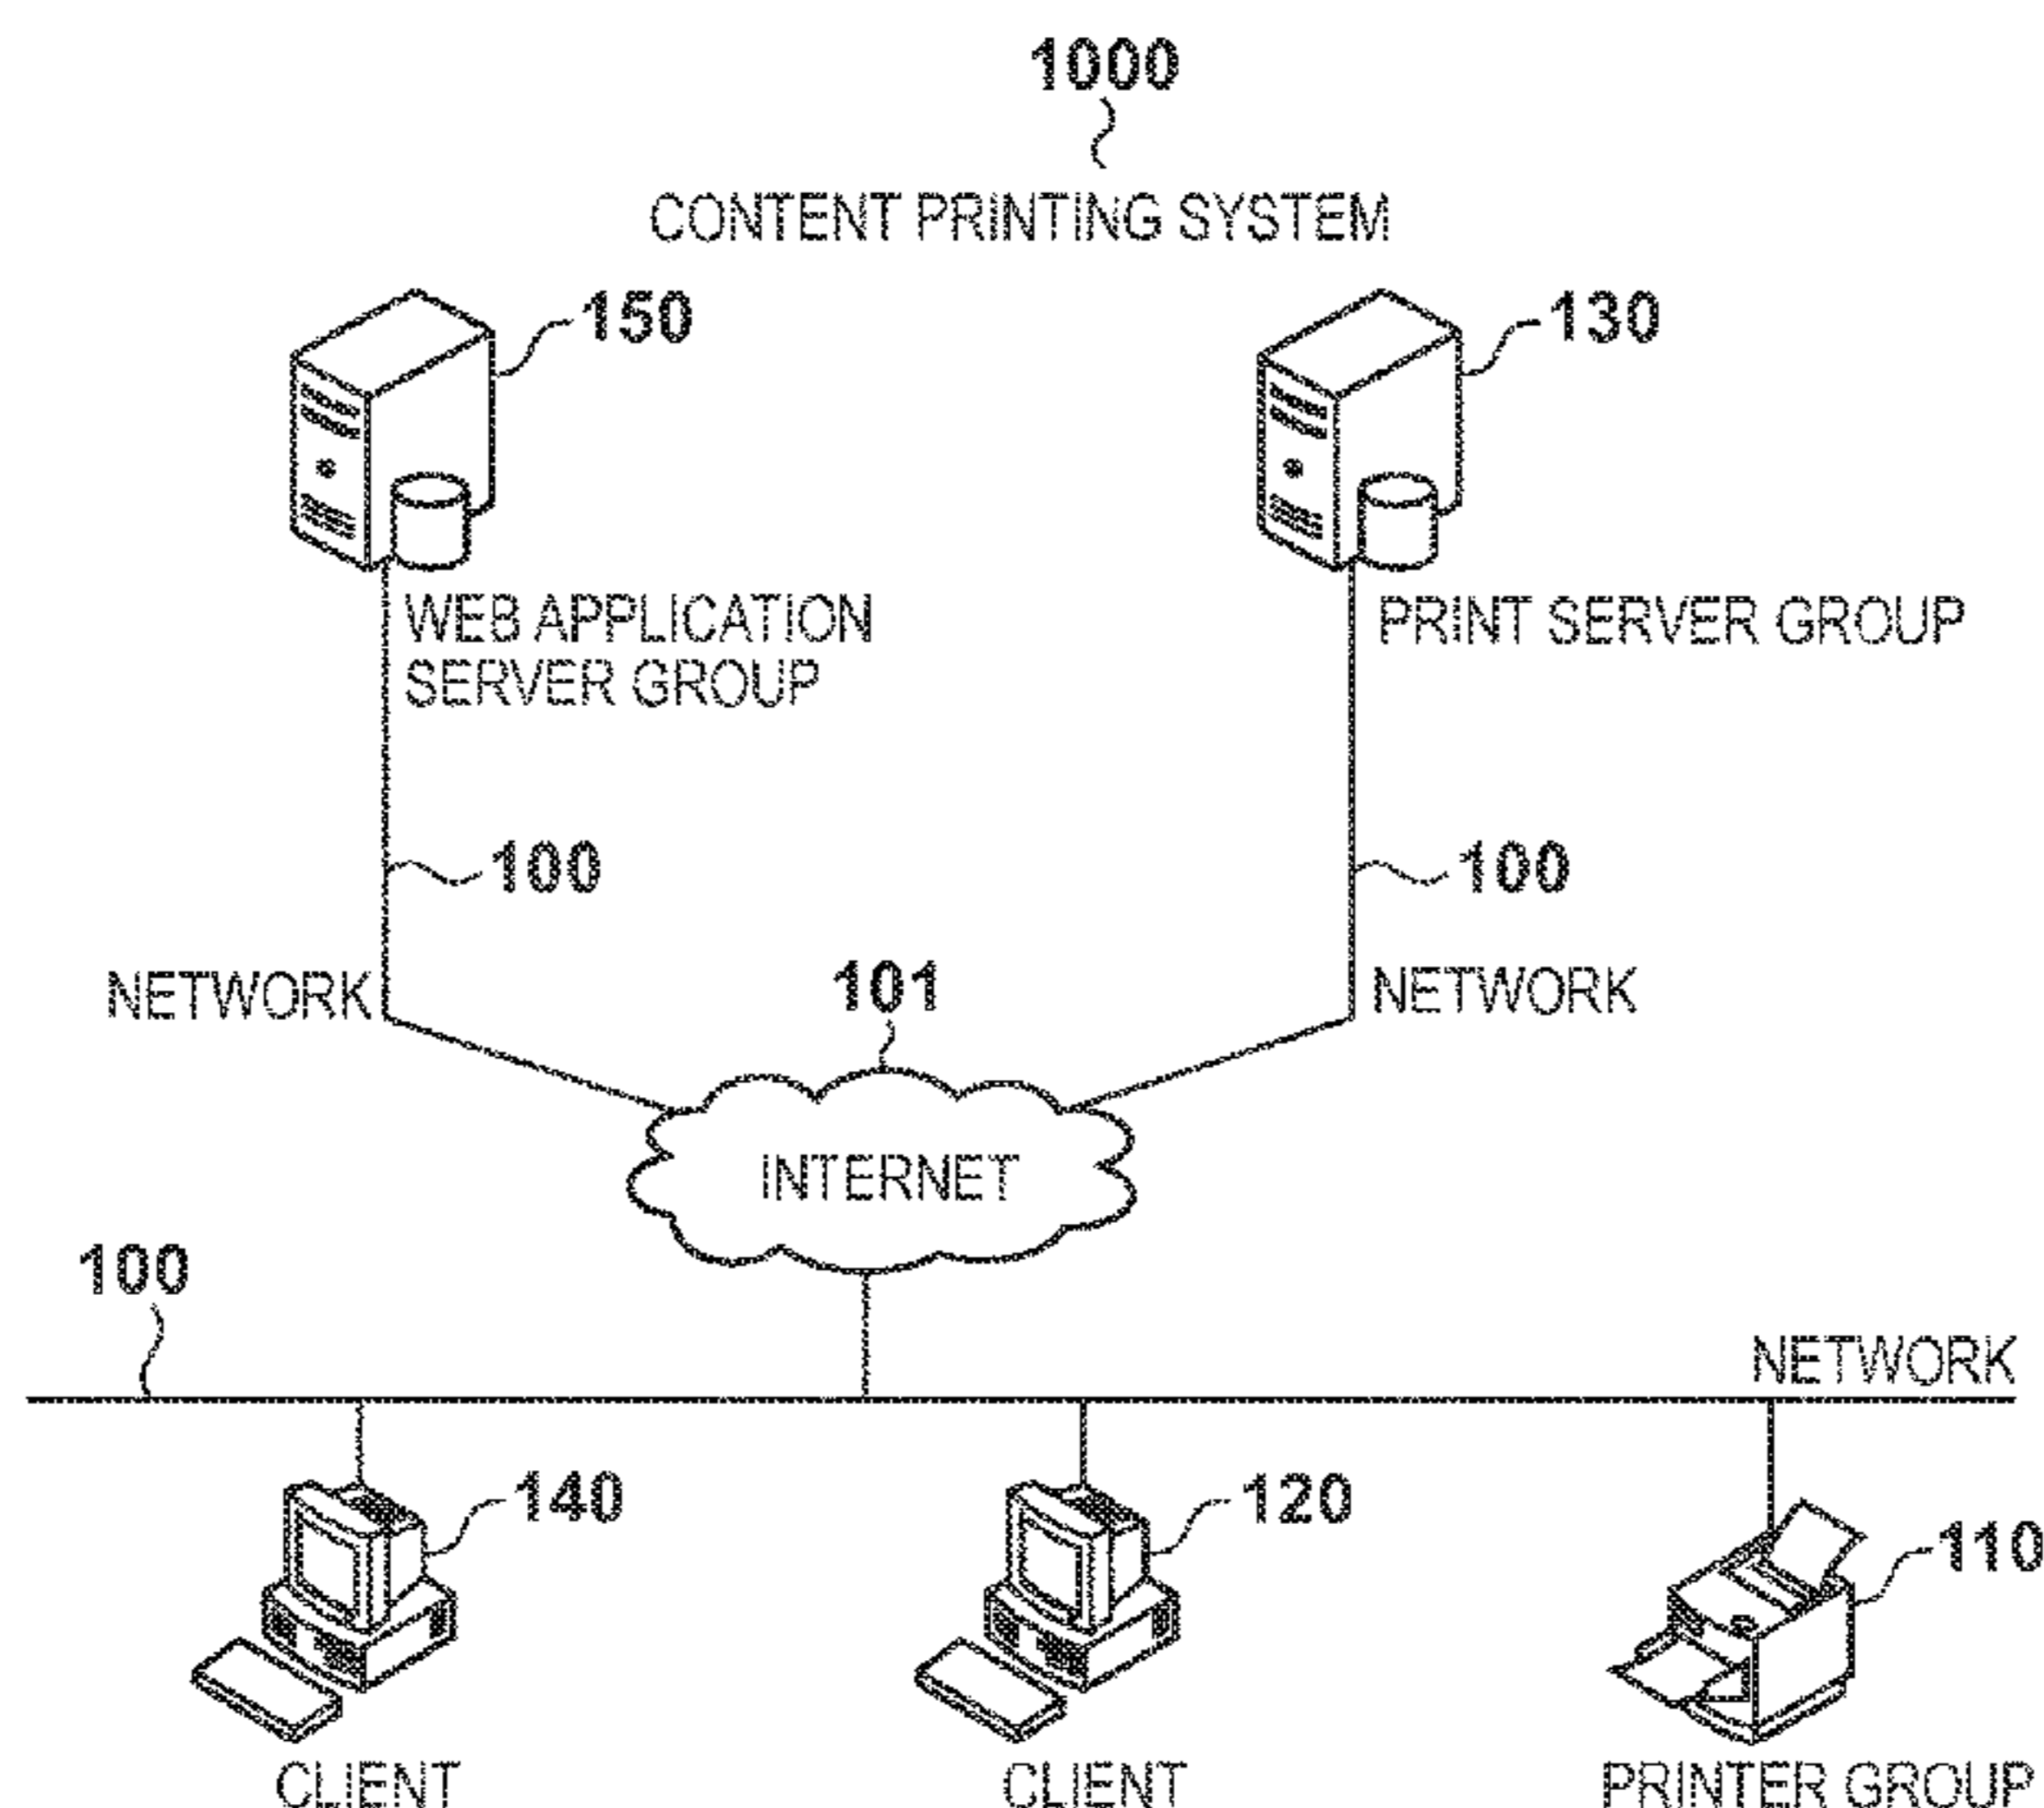 1000
CONTENT PRINTING SYSTEM
150
130
WEB APPLICATION
SERVER GROUP
PRINT SERVER GROUP
100
100
NETWORK
101
NETWORK
INTERNET
100
NETWORK
140
120
110
CLIENT
CLIENT
PRINTER GROUP